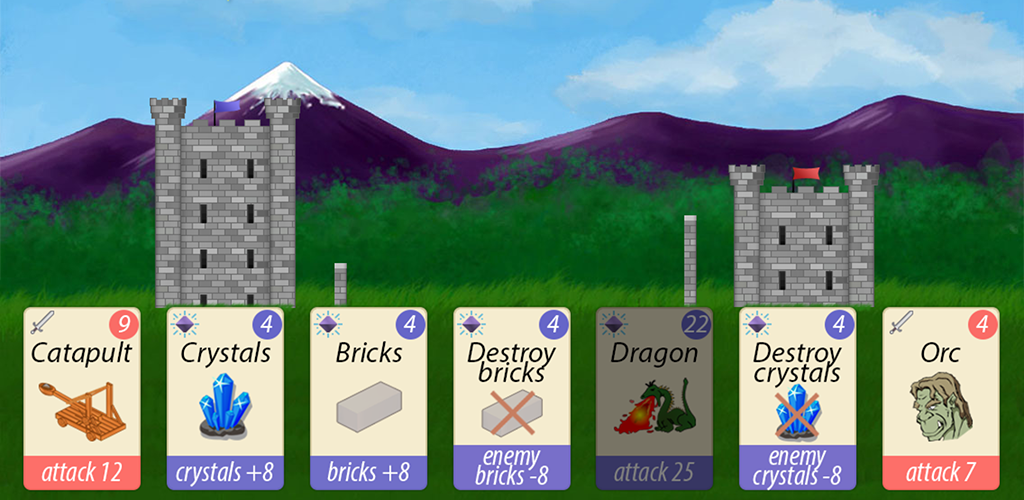 9
Catapult
attack 12
4
Crystals
crystals +8
4
Bricks
bricks +8
4
Destroy
bricks
enemy
bricks -8
22
Dragon
attack 25
4
Destroy
crystals
enemy
crystals -8
4
Orc
attack 7